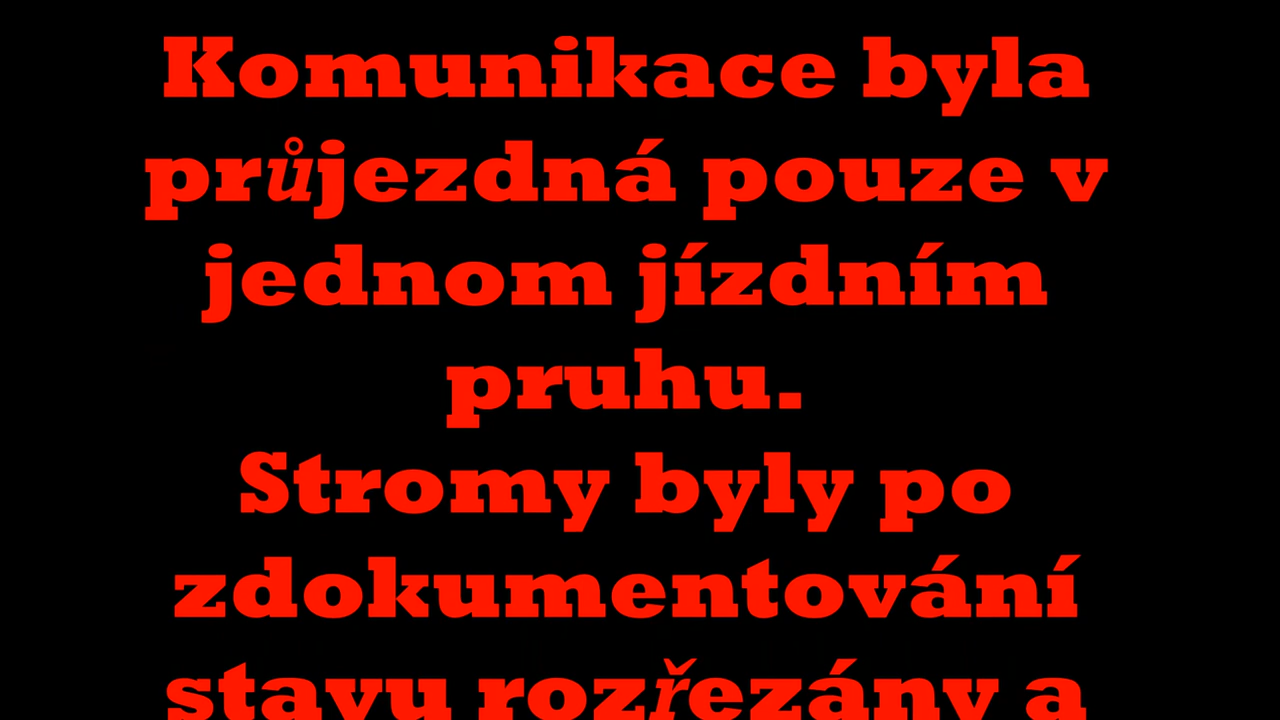 Komunikace byla
průjezdná pouze v
jednom jízdním
pruhu.
Stromy byly po
zdokumentování
stavu rozřezány a